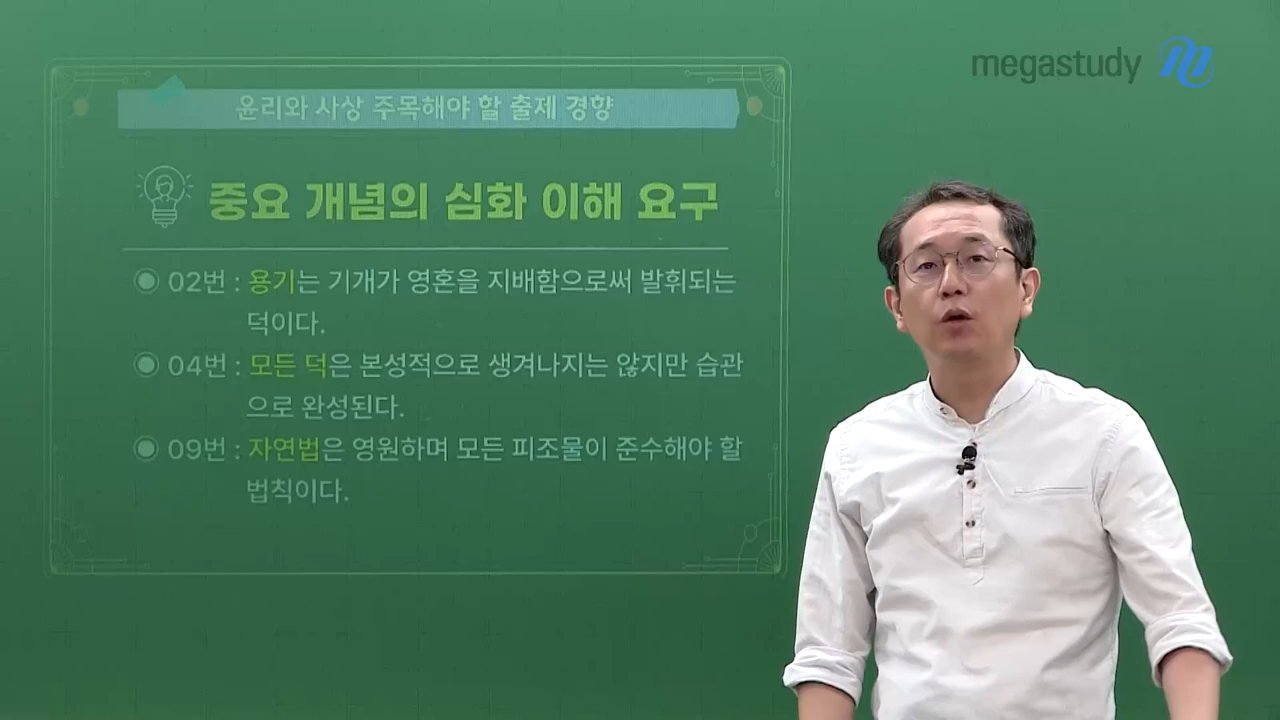 megastudy
윤리와 사상 주목해야 할 출제 경향
중요 개념의 심화 이해 요구
02번 : 용기는 기개가 영혼을 지배함으로써 발휘되는
덕이다.
04번 : 모든 덕은 본성적으로 생겨나지는 않지만 습관
으로 완성된다.
09번 : 자연법은 영원하며 모든 피조물이 준수해야 할
법칙이다.